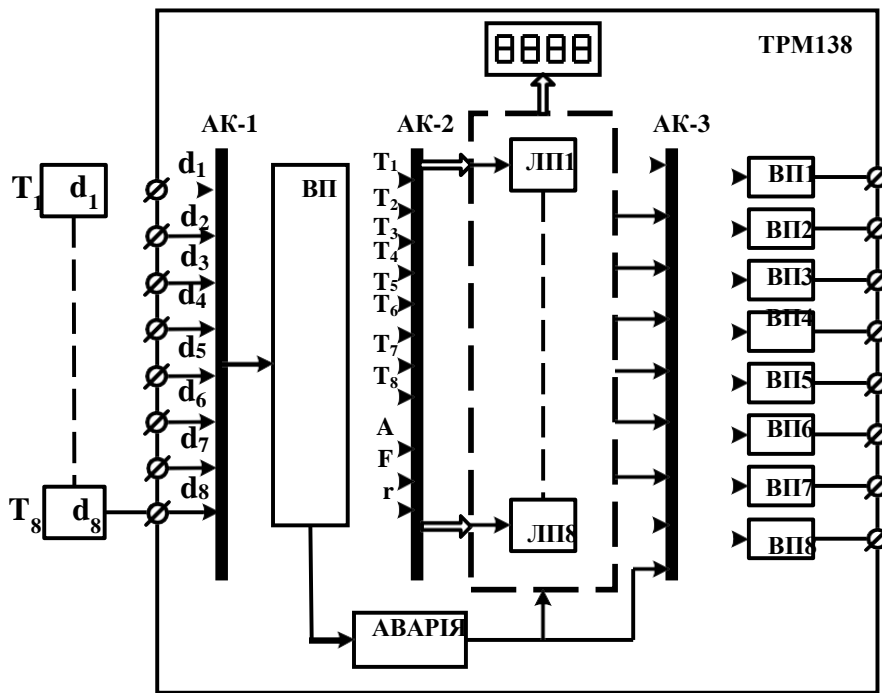 ТРМ138
8888
АК-1
АК-2
АК-3
T1
d1
T8
d8
d1
d2
d3
d4
d5
d6
d7
d8
ВП
T1
T2
T3
T4
T5
T6
T7
T8
A
F
r
ЛП1
ЛП8
ВП1
ВП2
ВП3
ВП4
ВП5
ВП6
ВП7
ВП8
АВАРІЯ